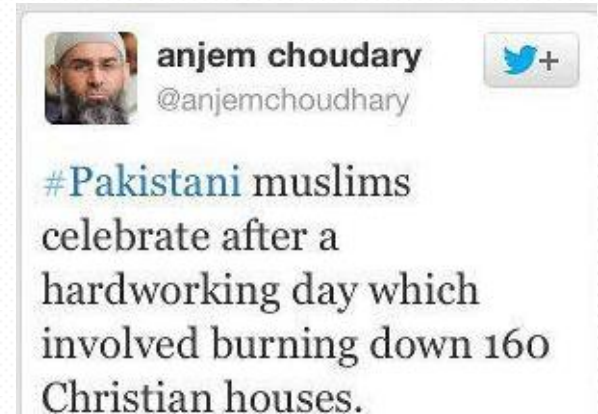 anjem choudary
@anjemchoudhary
+
#Pakistani muslims
celebrate after a
hardworking day which
involved burning down 160
Christian houses.